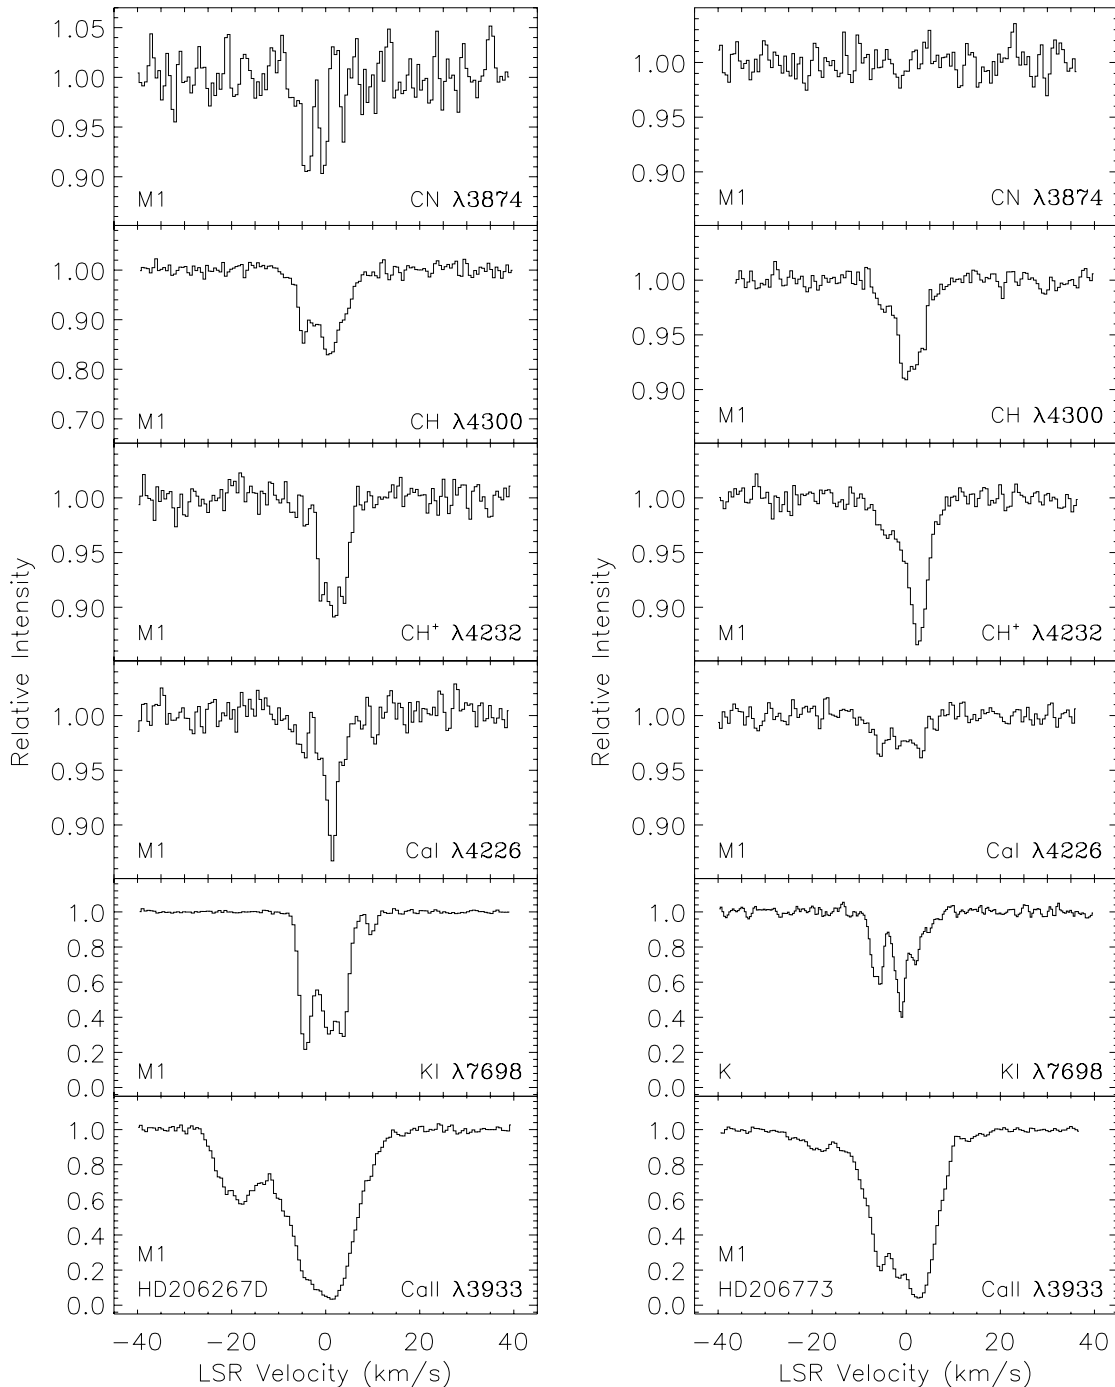 1.05
1.00
0.95
0.90
M1
CN λ3874
1.00
0.90
0.80
0.70
M1
CH λ4300
1.00
0.95
0.90
M1
CH⁺ λ4232
1.00
0.95
0.90
M1
CaI λ4226
1.0
0.8
0.6
0.4
0.2
0.0
M1
KI λ7698
1.0
0.8
0.6
0.4
0.2
0.0
M1
HD206267D
CaII λ3933
−40
−20
0
20
40
LSR Velocity (km/s)
Relative Intensity
1.00
0.95
0.90
M1
CN λ3874
1.00
0.95
0.90
M1
CH λ4300
1.00
0.95
0.90
M1
CH⁺ λ4232
1.00
0.95
0.90
M1
CaI λ4226
1.0
0.8
0.6
0.4
0.2
0.0
K
KI λ7698
1.0
0.8
0.6
0.4
0.2
0.0
M1
HD206773
CaII λ3933
−40
−20
0
20
40
LSR Velocity (km/s)
Relative Intensity